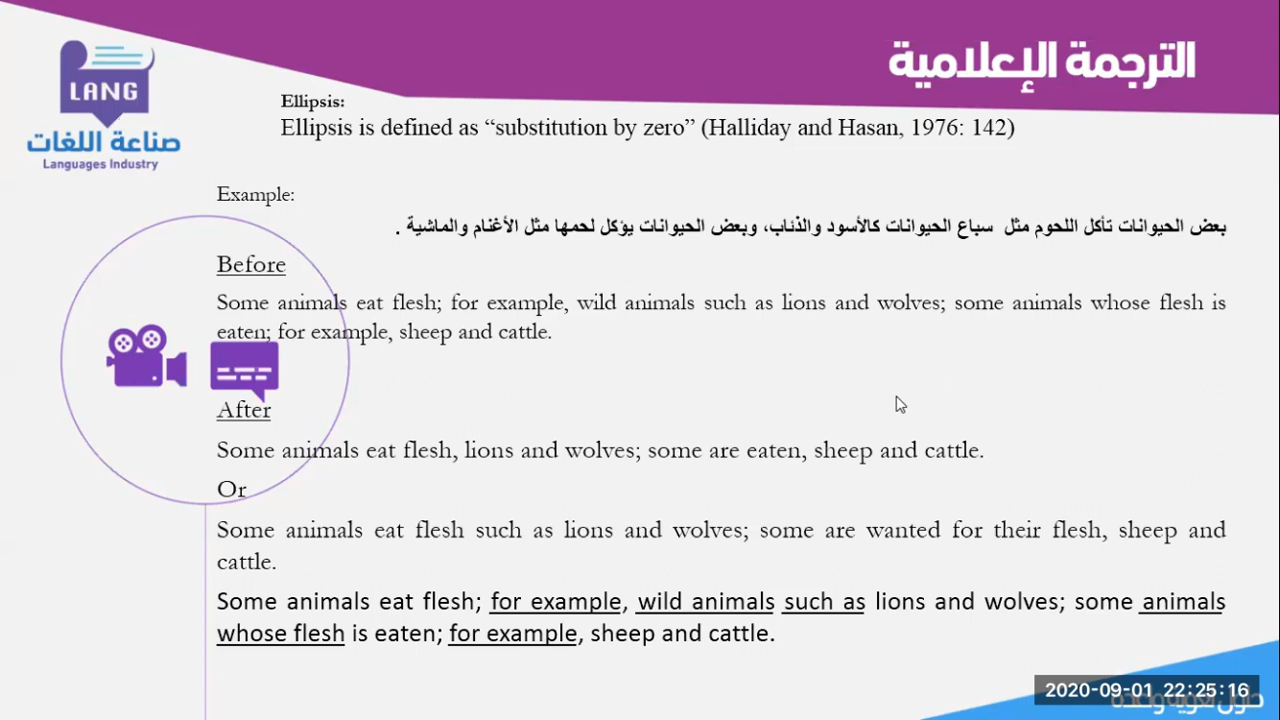 الترجمة الإعلامية
LANG
صناعة اللغات
Languages Industry
Ellipsis:
Ellipsis is defined as “substitution by zero” (Halliday and Hasan, 1976: 142)
Example:
بعض الحيوانات تأكل اللحوم مثل سباع الحيوانات كالأسود والذئاب، وبعض الحيوانات يؤكل لحمها مثل الأغنام والماشية .
Before
Some animals eat flesh; for example, wild animals such as lions and wolves; some animals whose flesh is
eaten; for example, sheep and cattle.
After
Some animals eat flesh, lions and wolves; some are eaten, sheep and cattle.
Or
Some animals eat flesh such as lions and wolves; some are wanted for their flesh, sheep and
cattle.
Some animals eat flesh; for example, wild animals such as lions and wolves; some animals
whose flesh is eaten; for example, sheep and cattle.
2020-09-01 22:25:16